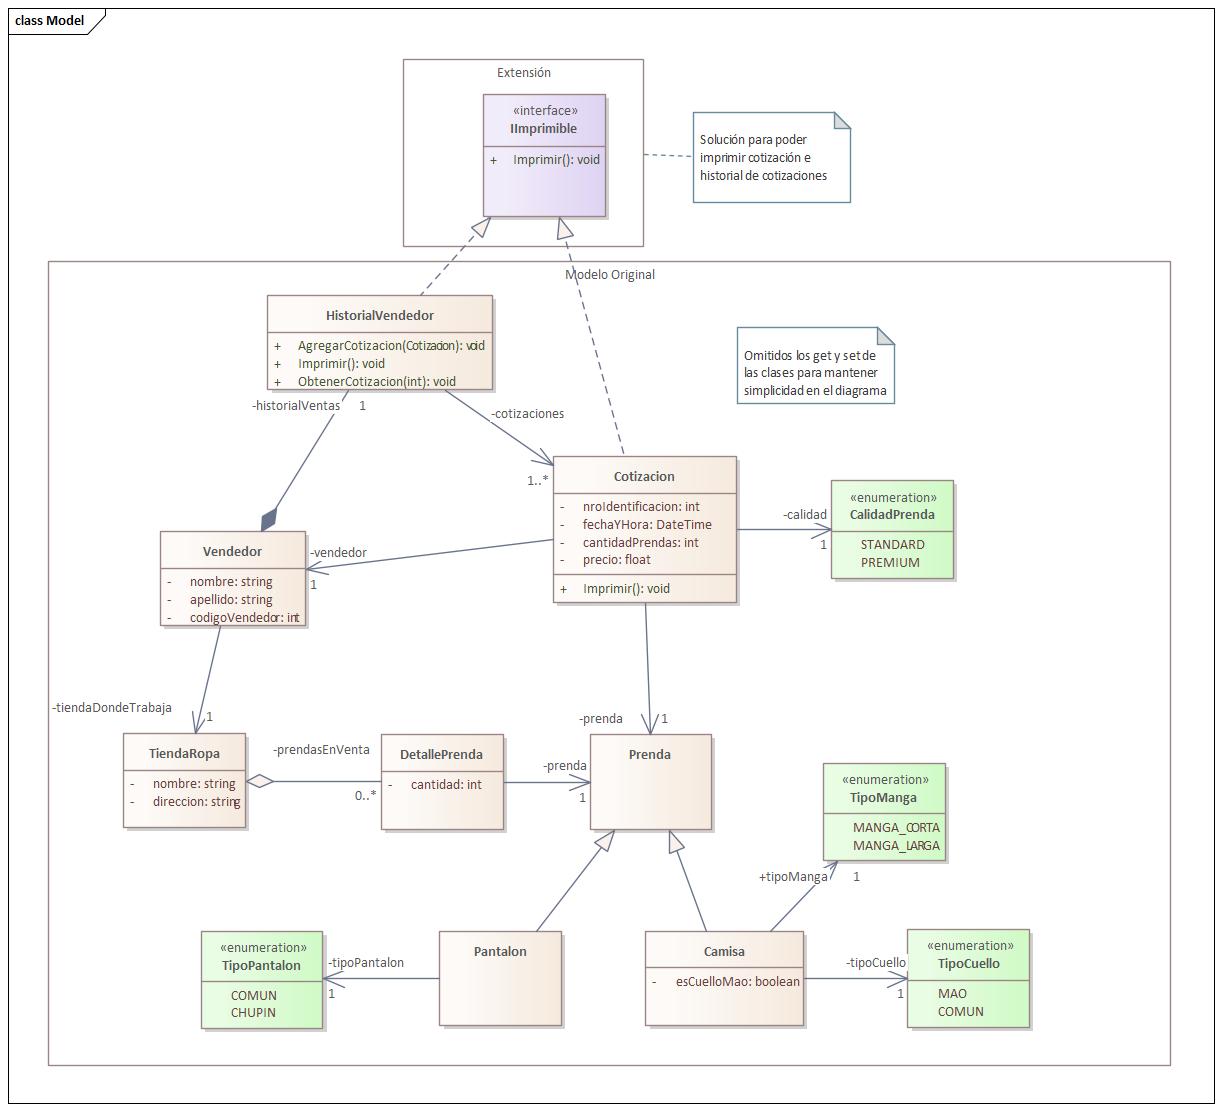 class Model
Extensión
«interface»
IImprimible
+ Imprimir(): void
Solución para poder
imprimir cotización e
historial de cotizaciones
Modelo Original
HistorialVendedor
+ AgregarCotizacion(Cotizacion): void
+ Imprimir(): void
+ ObtenerCotizacion(int): void
Omitidos los get y set de
las clases para mantener
simplicidad en el diagrama
-historialVentas 1
-cotizaciones
1..*
Cotizacion
- nroIdentificacion: int
- fechaYHora: DateTime
- cantidadPrendas: int
- precio: float
+ Imprimir(): void
-calidad
1
«enumeration»
CalidadPrenda
STANDARD
PREMIUM
Vendedor
- nombre: string
- apellido: string
- codigoVendedor: int
-vendedor
1
-tiendaDondeTrabaja
1
TiendaRopa
- nombre: string
- direccion: string
-prendasEnVenta
0..*
DetallePrenda
- cantidad: int
-prenda
1
-prenda 1
Prenda
«enumeration»
TipoManga
MANGA_CORTA
MANGA_LARGA
+tipoManga 1
«enumeration»
TipoPantalon
COMUN
CHUPIN
-tipoPantalon
1
Pantalon
Camisa
- esCuelloMao: boolean
-tipoCuello
1
«enumeration»
TipoCuello
MAO
COMUN